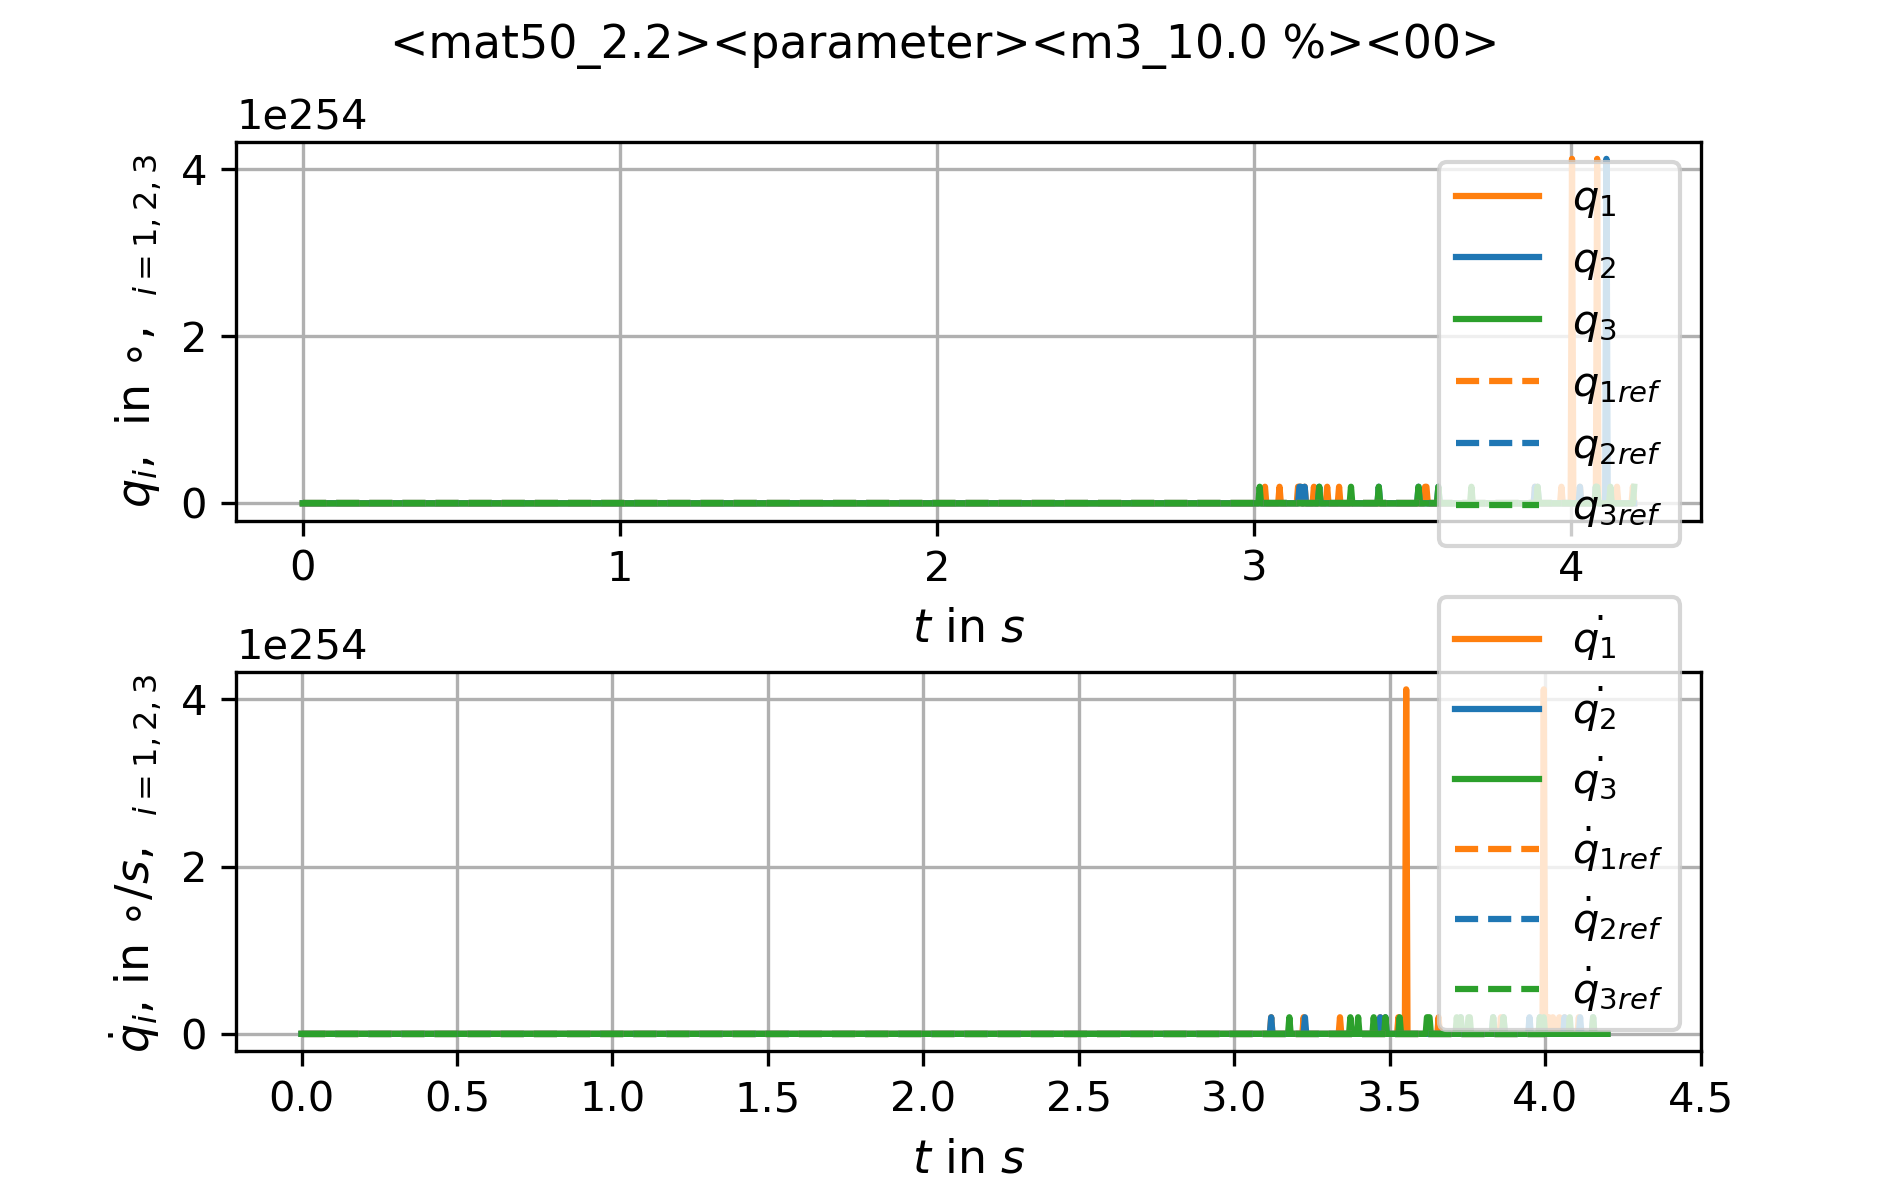 <mat50_2.2><parameter><m3_10.0 %><00>
1e254
q_i, in °, i = 1, 2, 3
4
2
0
0 1 2 3 4
t in s
q_1
q_2
q_3
q_1ref
q_2ref
q_3ref
1e254
q̇_i, in °/s, i = 1, 2, 3
4
2
0
0.0 0.5 1.0 1.5 2.0 2.5 3.0 3.5 4.0 4.5
t in s
q̇_1
q̇_2
q̇_3
q̇_1ref
q̇_2ref
q̇_3ref